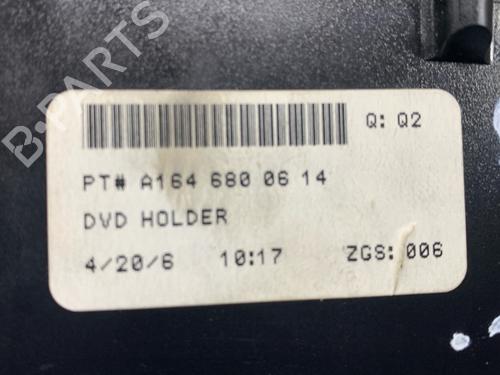 B-PARTS
Q: Q2
PT# A164 680 06 14
DVD HOLDER
4/20/6 10:17 ZGS: 006